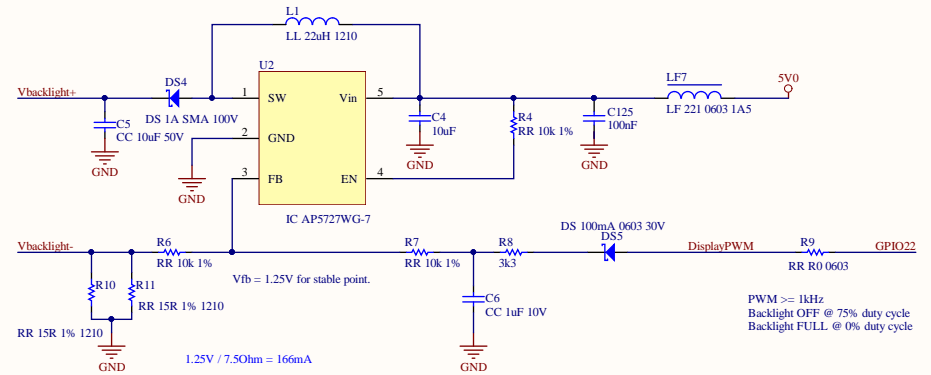 L1
LL 22uH 1210
U2
LF7
5V0
DS4
Vbacklight+
1
SW
Vin
5
LF 221 0603 1A5
DS 1A SMA 100V
C5
CC 10uF 50V
C4
10uF
R4
RR 10k 1%
C125
100nF
2
GND
GND
GND
GND
GND
3
FB
EN
4
IC AP5727WG-7
DS 100mA 0603 30V
Vbacklight-
R6
RR 10k 1%
R7
RR 10k 1%
R8
3k3
DS5
DisplayPWM
R9
RR R0 0603
GPIO22
Vfb = 1.25V for stable point.
R10
R11
RR 15R 1% 1210
RR 15R 1% 1210
C6
CC 1uF 10V
PWM >= 1kHz
Backlight OFF @ 75% duty cycle
Backlight FULL @ 0% duty cycle
GND
GND
1.25V / 7.5Ohm = 166mA